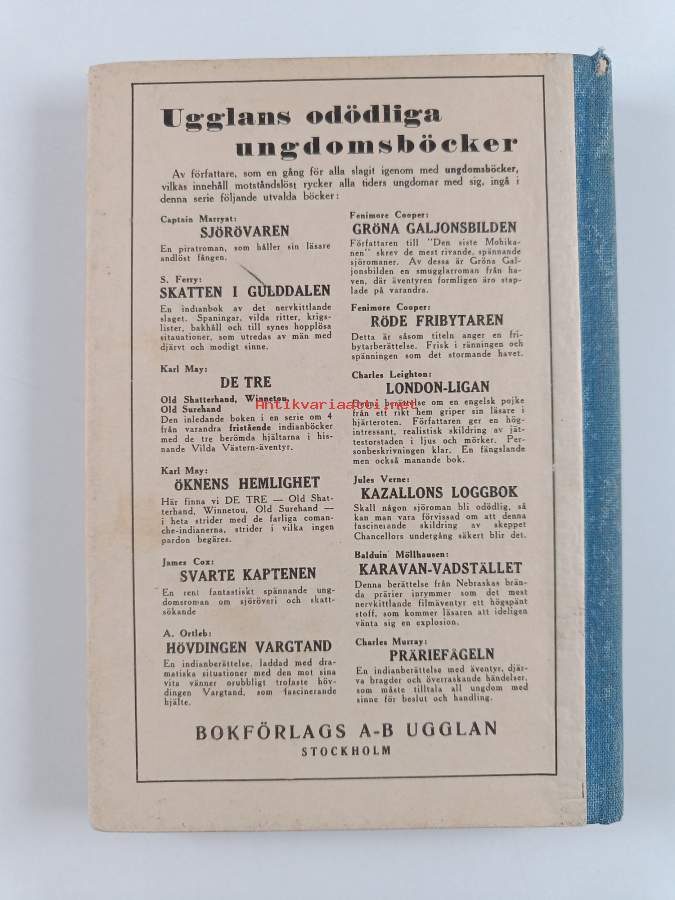 Ugglans odödliga
ungdomsböcker
Av författare, som en gång för alla slagit igenom med ungdomsböcker,
vilkas innehåll motståndslöst rycker alla tiders ungdomar med sig, ingå i
denna serie följande utvalda böcker:
Captain Marryat:
SJÖRÖVAREN
En piratroman, som håller sin läsare
andlöst fången.
S. Ferry:
SKATTEN I GULDDALEN
En indianbok av det nervkittlande
slaget. Spaningar, vilda ritter, krigs-
lister, bakhåll och till synes hopplösa
situationer, som utredas av män med
djärvt och modigt sinne.
Karl May:
DE TRE
Old Shatterhand, Winnetou,
Old Surehand
Den inledande boken i en serie om 4
från varandra fristående indianböcker
med de tre berömda hjältarna i his-
nande Vilda Västern-äventyr.
Karl May:
ÖKNENS HEMLIGHET
Här finna vi DE TRE — Old Shat-
terhand, Winnetou, Old Surehand —
i heta strider med de farliga coman-
che-indianerna, strider i vilka ingen
pardon begäres.
James Cox:
SVARTE KAPTENEN
En rent fantastiskt spännande ung-
domsroman om sjöröveri och skatt-
sökande
A. Ortleb:
HÖVDINGEN VARGTAND
En indianberättelse, laddad med dra-
matiska situationer med den mot sina
vita vänner orubbligt trofaste höv-
dingen Vargtand, som fascinerande
hjälte.
Fenimore Cooper:
GRÖNA GALJONSBILDEN
Författaren till "Den siste Mohika-
nen" skrev de mest rivande, spännande
sjöromaner. Av dessa är Gröna Gal-
jonsbilden en smugglarroman från ha-
ven, där äventyren formligen äro stap-
lade på varandra.
Fenimore Cooper:
RÖDE FRIBYTAREN
Detta är såsom titeln anger en fri-
bytarberättelse. Frisk i ränningen och
spänningen som det stormande havet.
Charles Leighton:
LONDON-LIGAN
Denna berättelse om en engelsk pojke
från ett rikt hem griper sin läsare i
hjärteroten. Författaren ger en hög-
intressant, realistisk skildring av jät-
testorstaden i ljus och mörker. Per-
sonbeskrivningen klar. En fängslande
men också manande bok.
Jules Verne:
KAZALLONS LOGGBOK
Skall någon sjöroman bli odödlig, så
kan man vara förvissad om att denna
fascinerande skildring av skeppet
Chancellors undergång säkert blir det.
Balduin Möllhausen:
KARAVAN-VADSTÄLLET
Denna berättelse från Nebraskas brän-
da prärier inrymmer som det mest
nervkittlande filmäventyr ett högspänt
stoff, som kommer läsaren att ideligen
vänta sig en explosion.
Charles Murray:
PRÄRIEFÅGELN
En indianberättelse med äventyr, djär-
va bragder och överraskande händelser,
som måste tilltala all ungdom med
sinne för beslut och handling.
BOKFÖRLAGS A-B UGGLAN
STOCKHOLM
Antikvariaatti.net